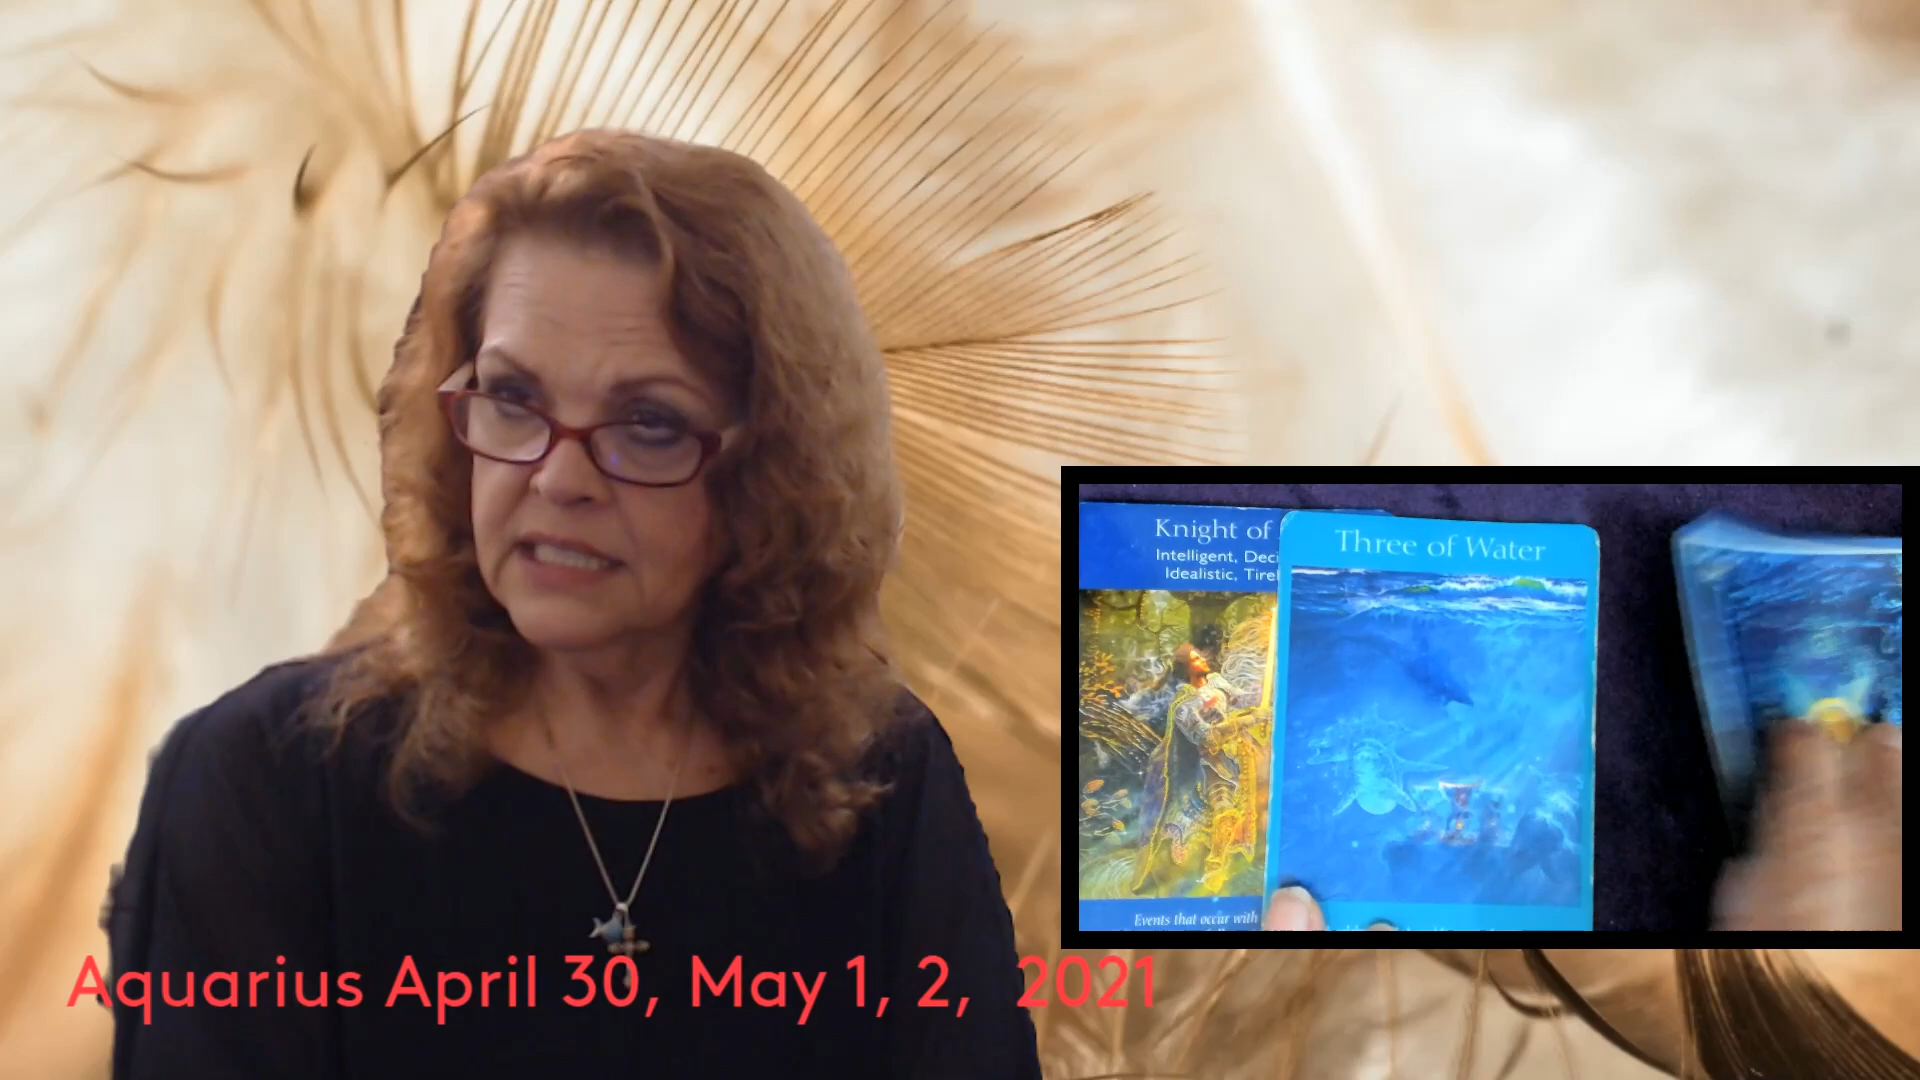 Knight of
Intelligent, Deci
Idealistic, Tirel
Three of Water
Events that occur with
Aquarius April 30, May 1, 2, 2021